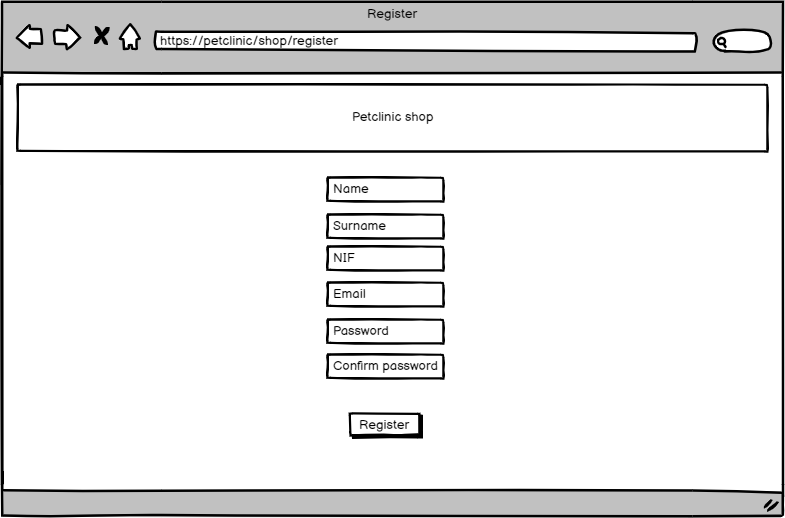 Register
https://petclinic/shop/register
Petclinic shop
Name
Surname
NIF
Email
Password
Confirm password
Register